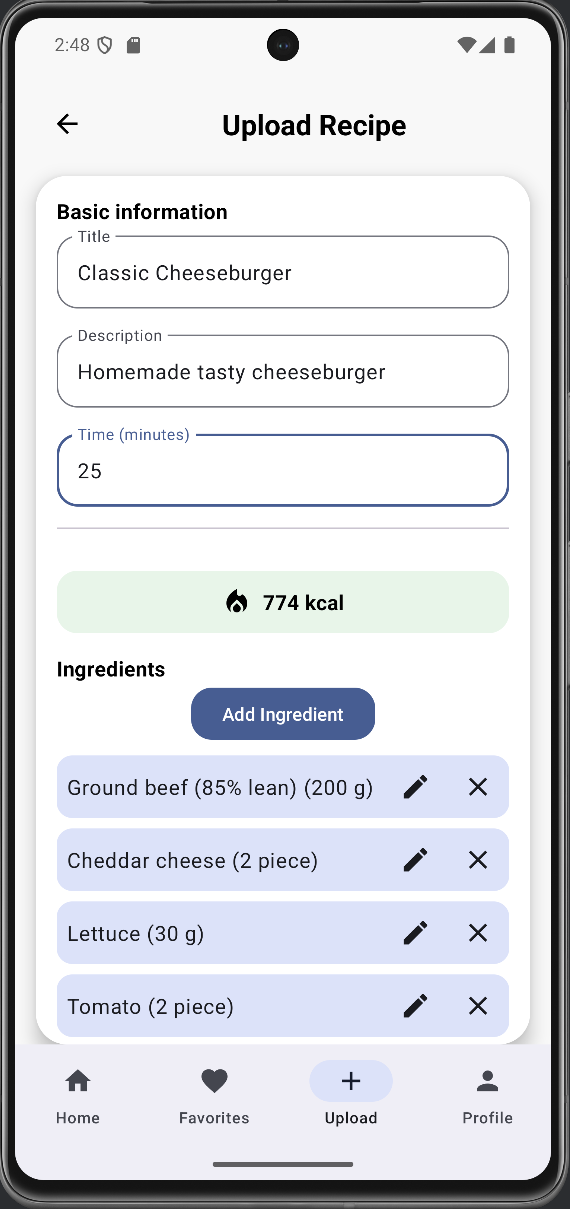 2:48
Upload Recipe
Basic information
Title
Classic Cheeseburger
Description
Homemade tasty cheeseburger
Time (minutes)
25
774 kcal
Ingredients
Add Ingredient
Ground beef (85% lean) (200 g)
Cheddar cheese (2 piece)
Lettuce (30 g)
Tomato (2 piece)
Home Favorites Upload Profile